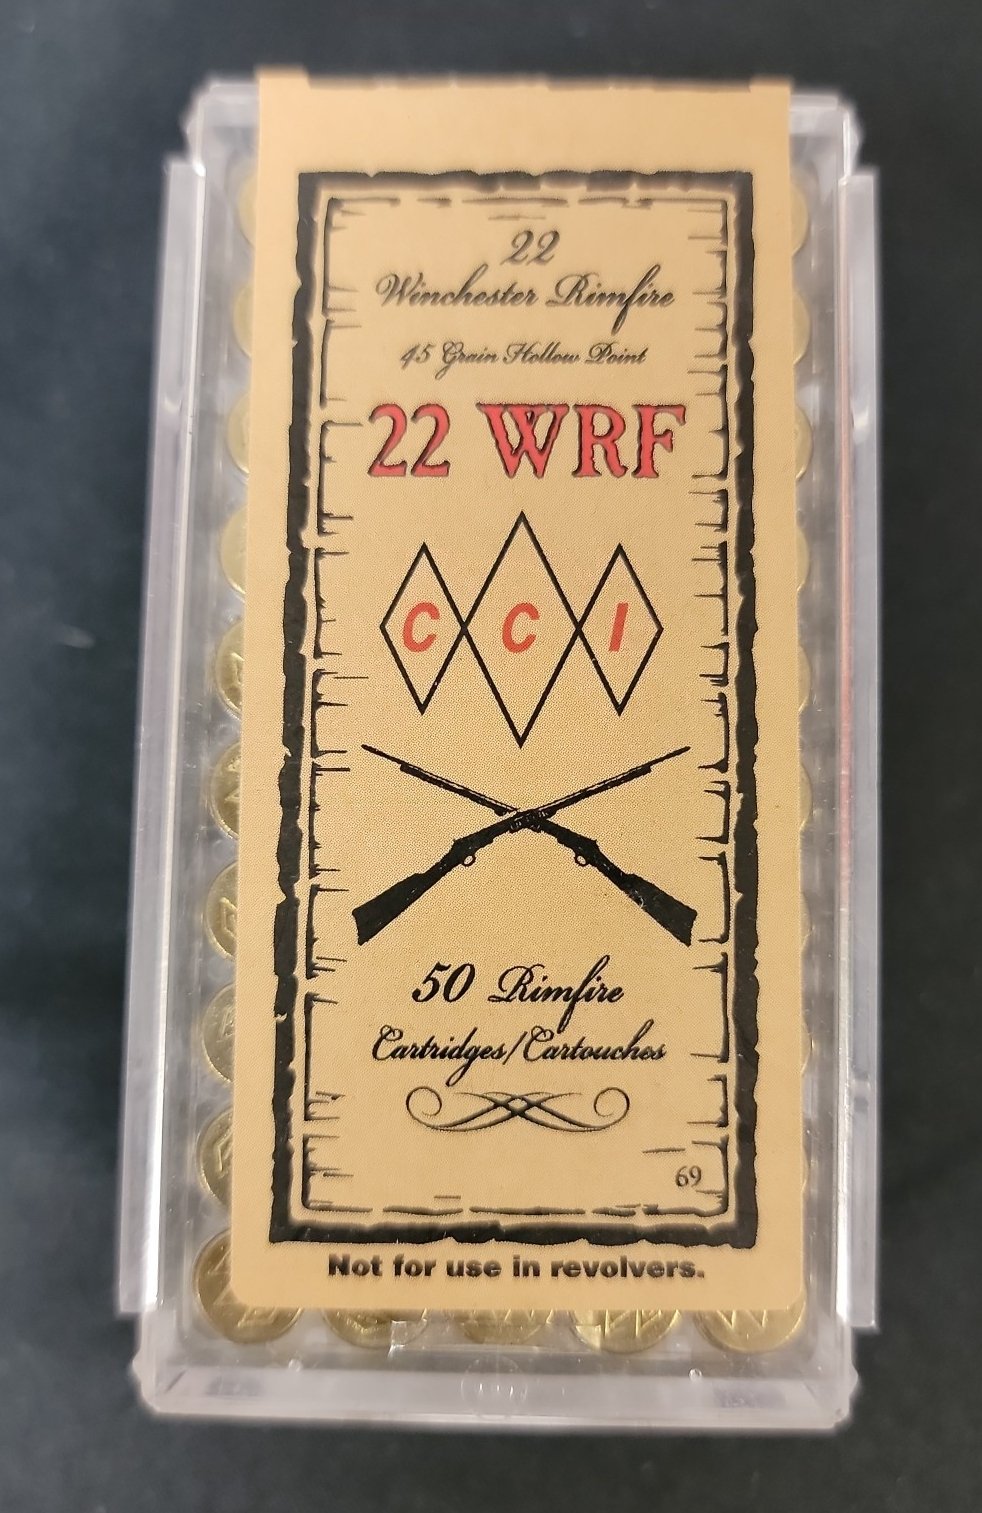 22
Winchester Rimfire
45 Grain Hollow Point
22 WRF
C C I
50 Rimfire
Cartridges/Cartouches
69
Not for use in revolvers.